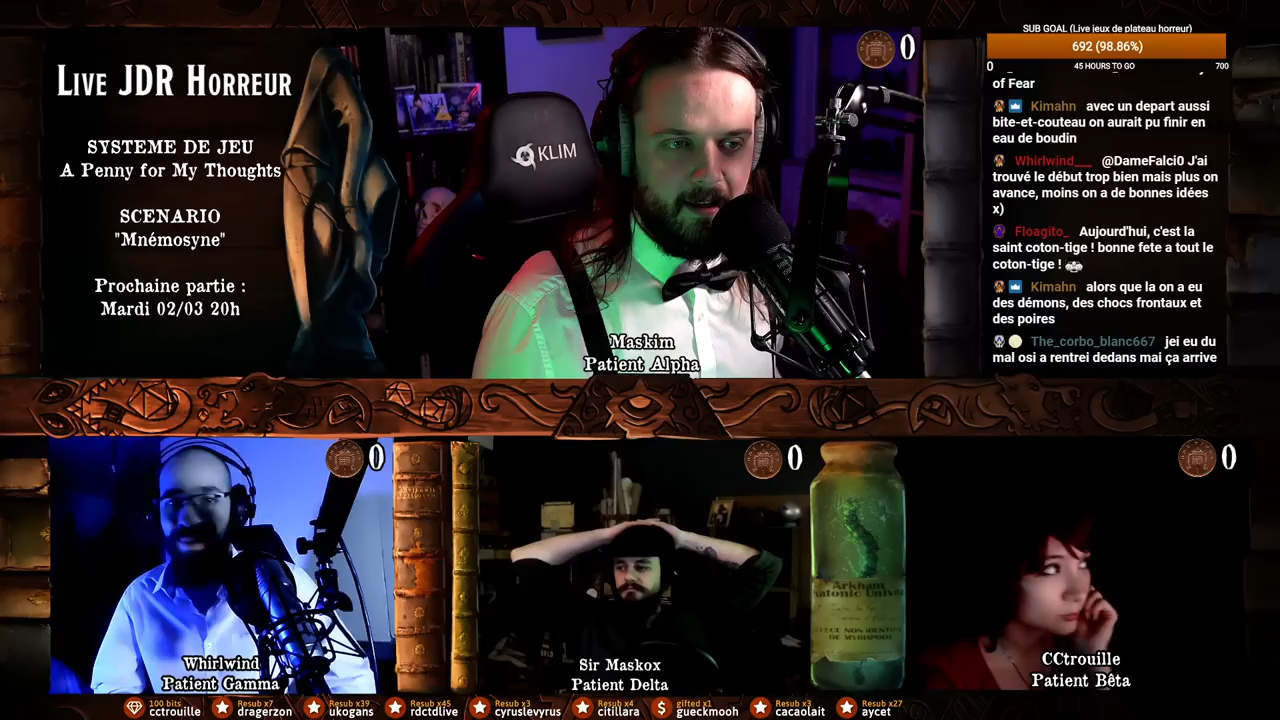 Live JDR Horreur
SYSTEME DE JEU
A Penny for My Thoughts
SCENARIO
"Mnémosyne"
Prochaine partie :
Mardi 02/03 20h
KLIM
0
Maskim
Patient Alpha
SUB GOAL (Live jeux de plateau horreur)
692 (98.86%)
0 45 HOURS TO GO 700
of Fear
Kimahn avec un depart aussi
bite-et-couteau on aurait pu finir en
eau de boudin
Whirlwind___ @DameFalci0 J'ai
trouvé le début trop bien mais plus on
avance, moins on a de bonnes idées
x)
Floagito_ Aujourd'hui, c'est la
saint coton-tige ! bonne fete a tout le
coton-tige !
Kimahn alors que la on a eu
des démons, des chocs frontaux et
des poires
The_corbo_blanc667 jei eu du
mal osi a rentrei dedans mai ça arrive
0
Whirlwind
Patient Gamma
0
Sir Maskox
Patient Delta
Arkham
0
CCtrouille
Patient Bêta
100 bits
cctrouille
Resub x7
dragerzon
Resub x39
ukogans
Resub x45
rdctdlive
Resub x3
cyruslevyrus
Resub x4
citillara
gifted x1
gueckmooh
Resub x3
cacaolait
Resub x27
aycet